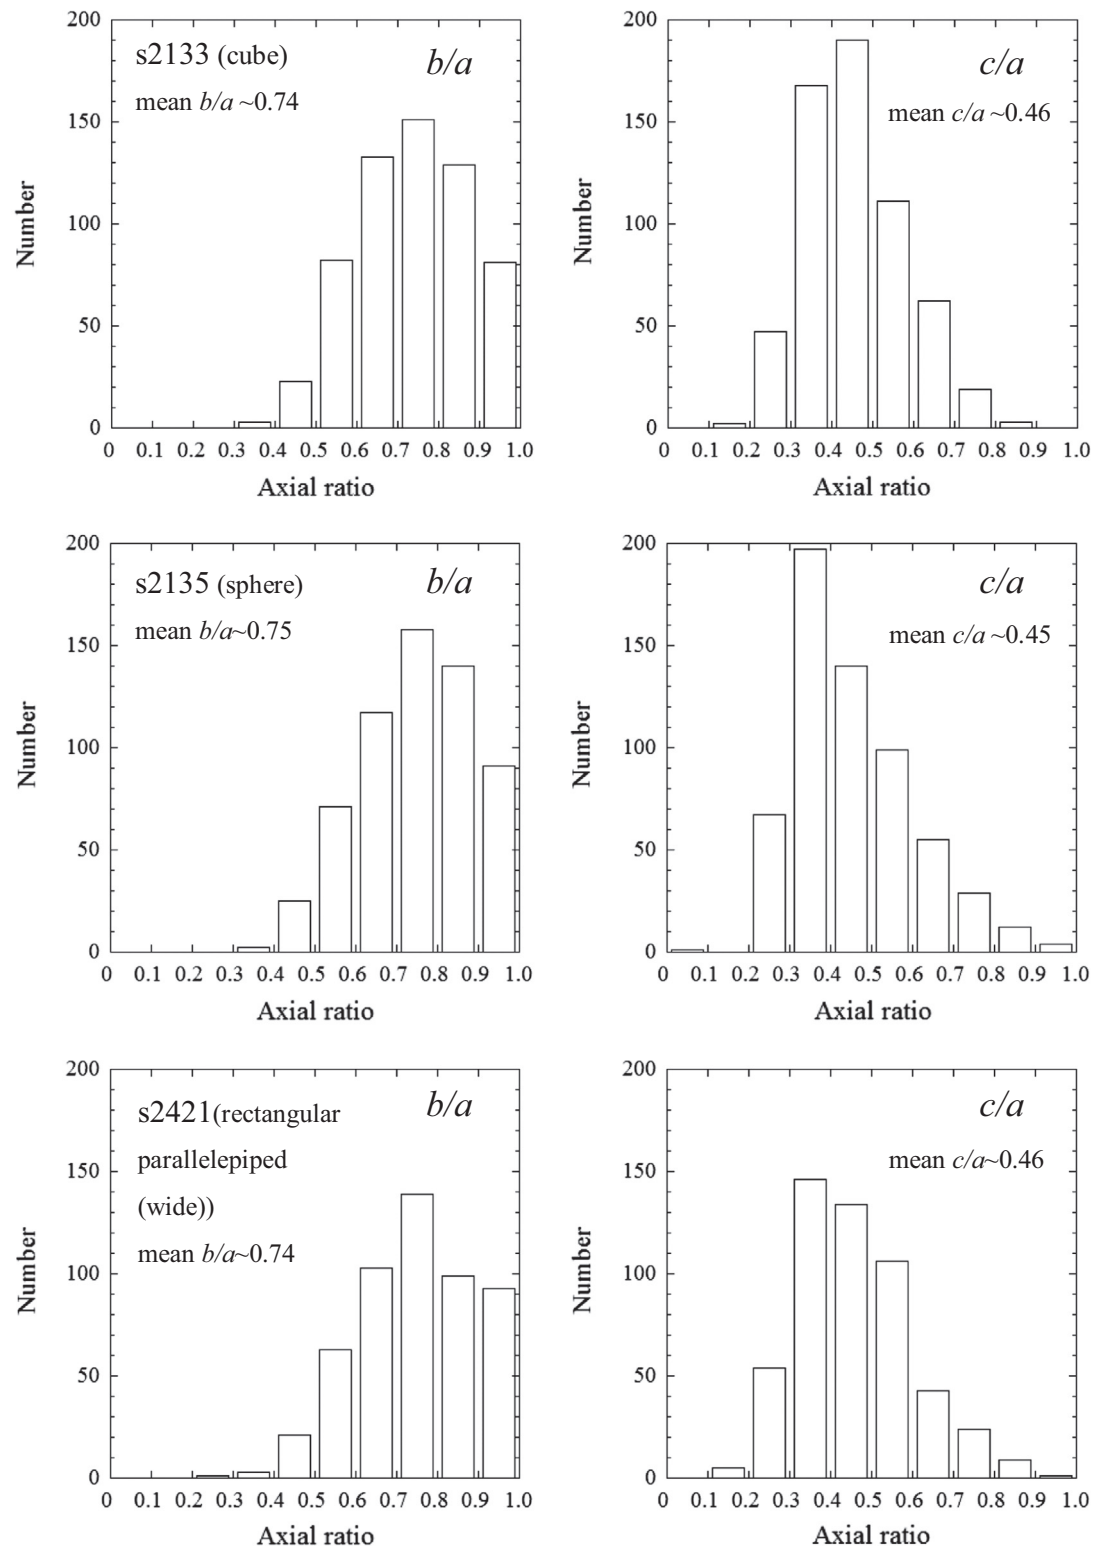 200
150
100
50
0
s2133 (cube)
b/a
mean b/a ~0.74
Number
0 0.1 0.2 0.3 0.4 0.5 0.6 0.7 0.8 0.9 1.0
Axial ratio
200
150
100
50
0
c/a
mean c/a ~0.46
Number
0 0.1 0.2 0.3 0.4 0.5 0.6 0.7 0.8 0.9 1.0
Axial ratio
200
150
100
50
0
s2135 (sphere)
b/a
mean b/a~0.75
Number
0 0.1 0.2 0.3 0.4 0.5 0.6 0.7 0.8 0.9 1.0
Axial ratio
200
150
100
50
0
c/a
mean c/a ~0.45
Number
0 0.1 0.2 0.3 0.4 0.5 0.6 0.7 0.8 0.9 1.0
Axial ratio
200
150
100
50
0
s2421(rectangular
parallelepiped
(wide))
b/a
mean b/a~0.74
Number
0 0.1 0.2 0.3 0.4 0.5 0.6 0.7 0.8 0.9 1.0
Axial ratio
200
150
100
50
0
c/a
mean c/a~0.46
Number
0 0.1 0.2 0.3 0.4 0.5 0.6 0.7 0.8 0.9 1.0
Axial ratio